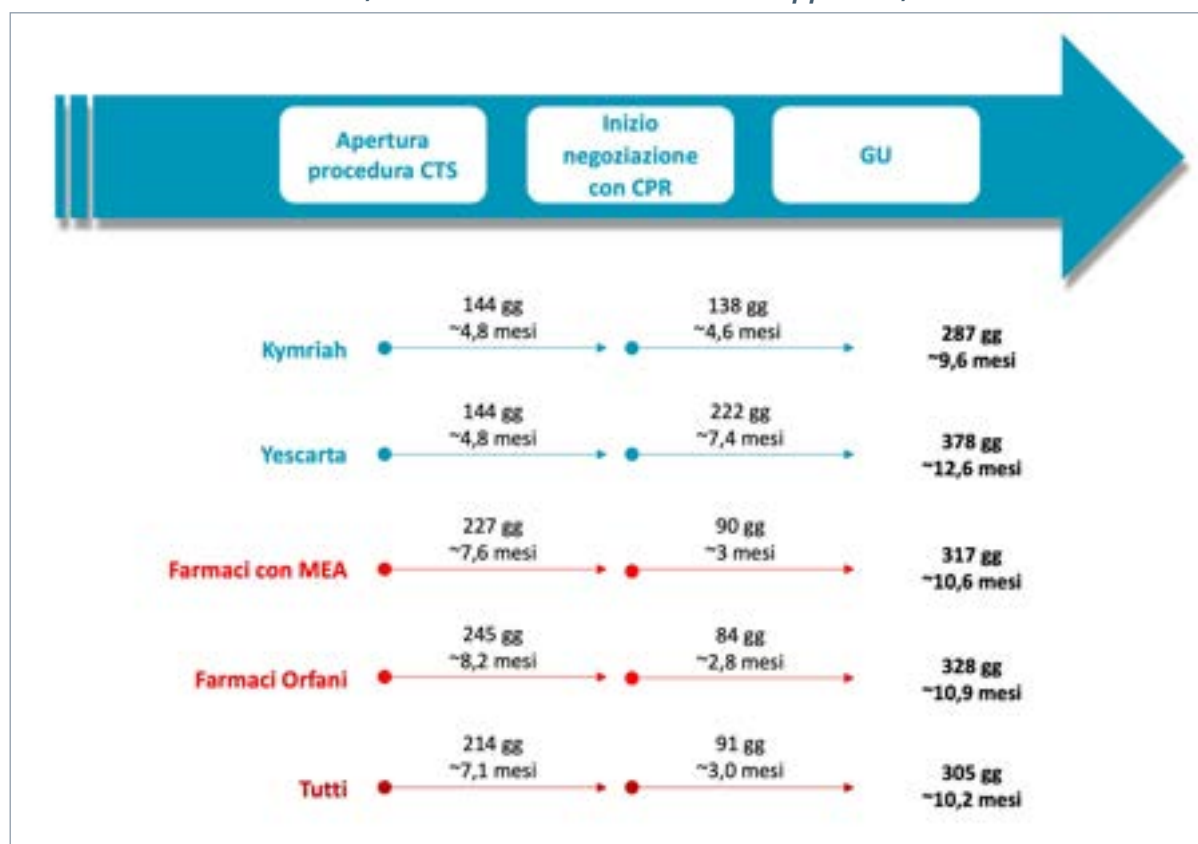 Apertura
procedura CTS
Inizio
negoziazione
con CPR
GU
144 gg
~4,8 mesi
138 gg
~4,6 mesi
Kymriah
287 gg
~9,6 mesi
144 gg
~4,8 mesi
222 gg
~7,4 mesi
Yescarta
378 gg
~12,6 mesi
227 gg
~7,6 mesi
90 gg
~3 mesi
Farmaci con MEA
317 gg
~10,6 mesi
245 gg
~8,2 mesi
84 gg
~2,8 mesi
Farmaci Orfani
328 gg
~10,9 mesi
214 gg
~7,1 mesi
91 gg
~3,0 mesi
Tutti
305 gg
~10,2 mesi